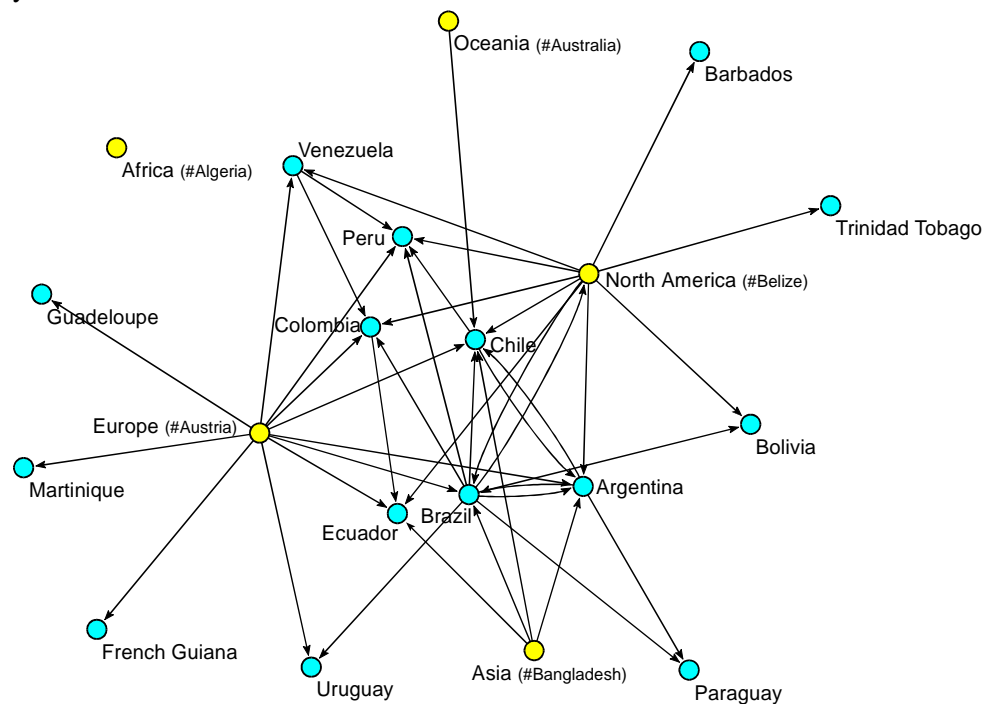 Oceania (#Australia)
Barbados
Venezuela
Africa (#Algeria)
Trinidad Tobago
Peru
North America (#Belize)
Guadeloupe
Colombia
Chile
Europe (#Austria)
Bolivia
Martinique
Argentina
Brazil
Ecuador
French Guiana
Asia (#Bangladesh)
Uruguay
Paraguay